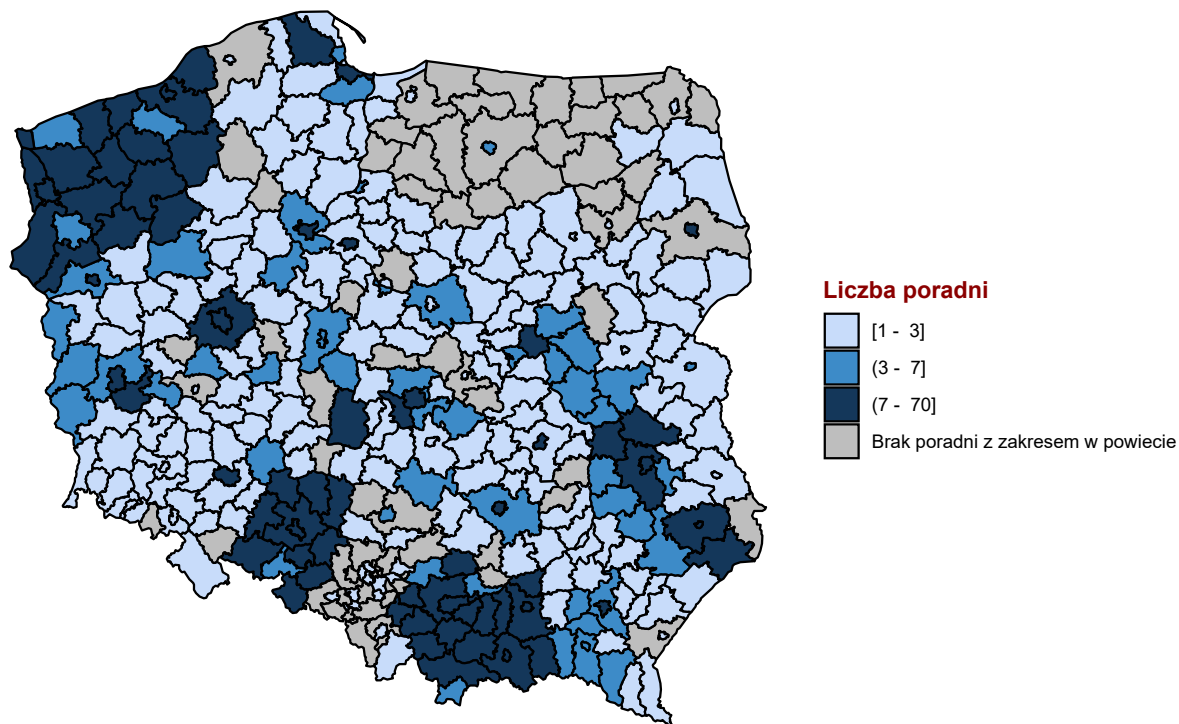 Liczba poradni
[1 - 3]
(3 - 7]
(7 - 70]
Brak poradni z zakresem w powiecie